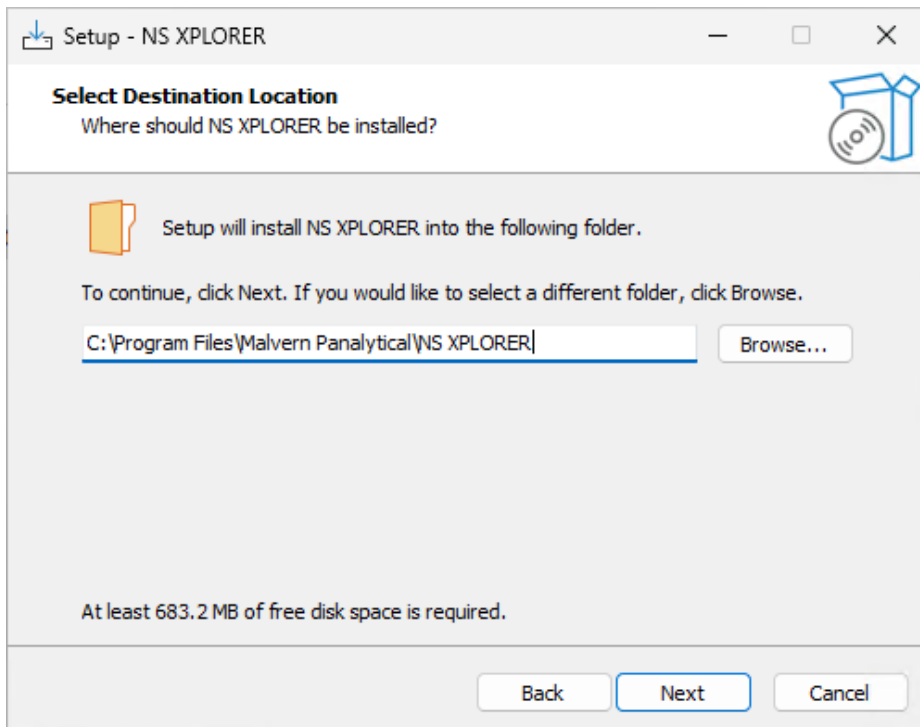 Setup - NS XPLORER
Select Destination Location
Where should NS XPLORER be installed?
Setup will install NS XPLORER into the following folder.
To continue, click Next. If you would like to select a different folder, click Browse.
C:\Program Files\Malvern Panalytical\NS XPLORER
Browse...
At least 683.2 MB of free disk space is required.
Back
Next
Cancel